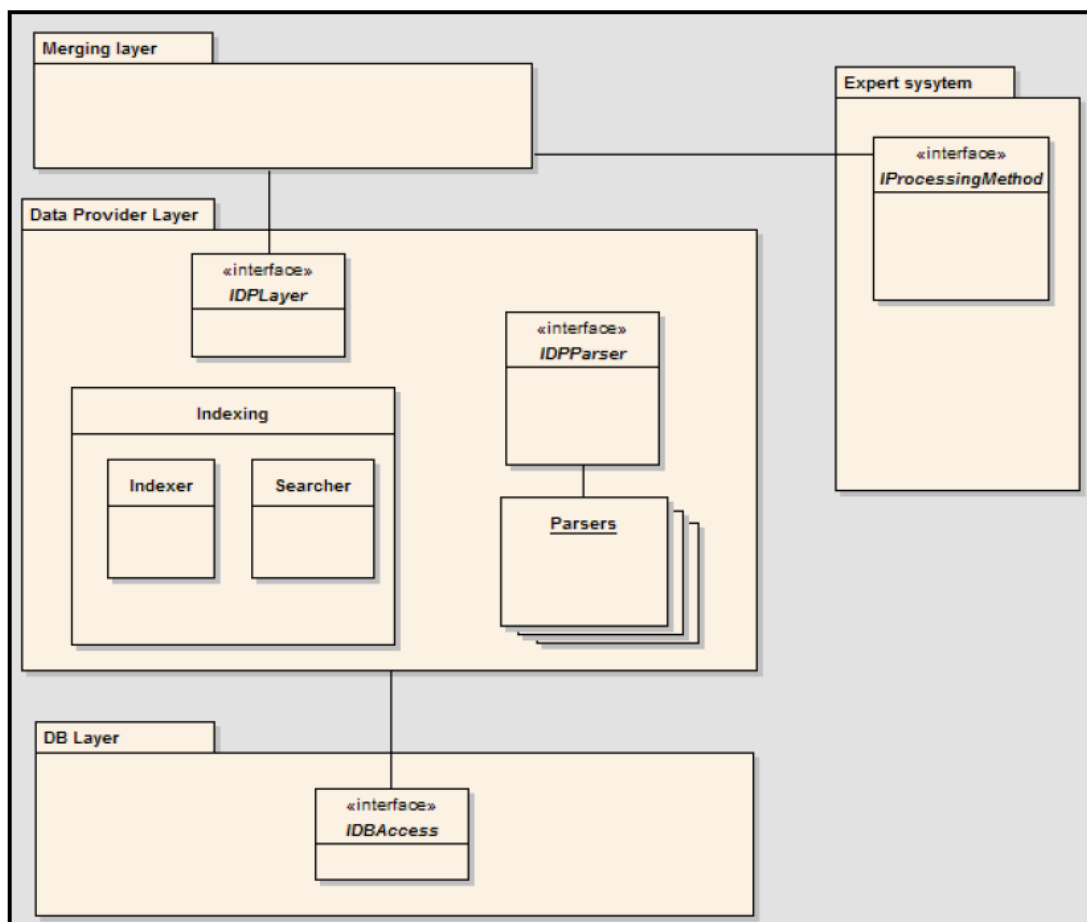 Merging layer
Expert sysytem
«interface»
IProcessingMethod
Data Provider Layer
«interface»
IDPLayer
«interface»
IDPParser
Indexing
Indexer
Searcher
Parsers
DB Layer
«interface»
IDBAccess